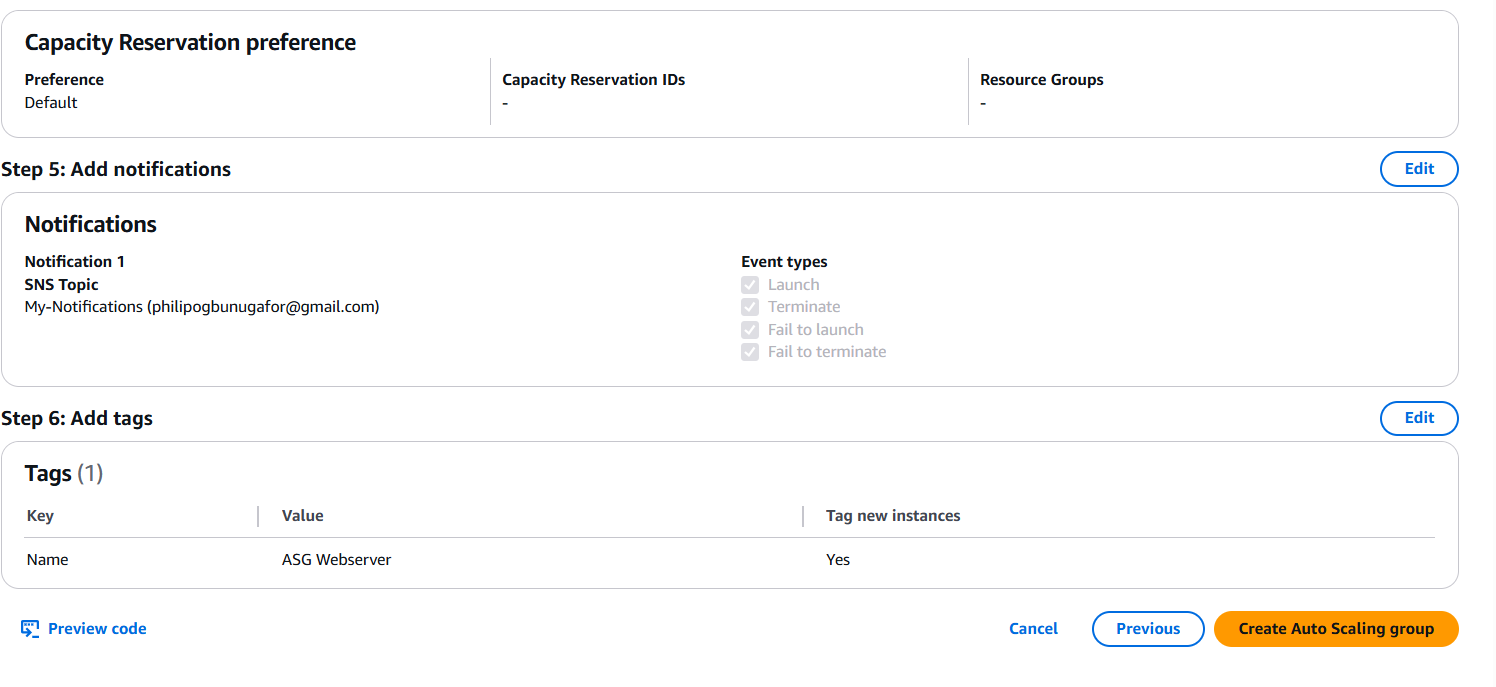 Capacity Reservation preference
Preference
Default
Capacity Reservation IDs
-
Resource Groups
-
Step 5: Add notifications
Edit
Notifications
Notification 1
SNS Topic
My-Notifications (philipogbunugafor@gmail.com)
Event types
Launch
Terminate
Fail to launch
Fail to terminate
Step 6: Add tags
Edit
Tags (1)
Key Value Tag new instances
Name ASG Webserver Yes
Preview code Cancel Previous Create Auto Scaling group